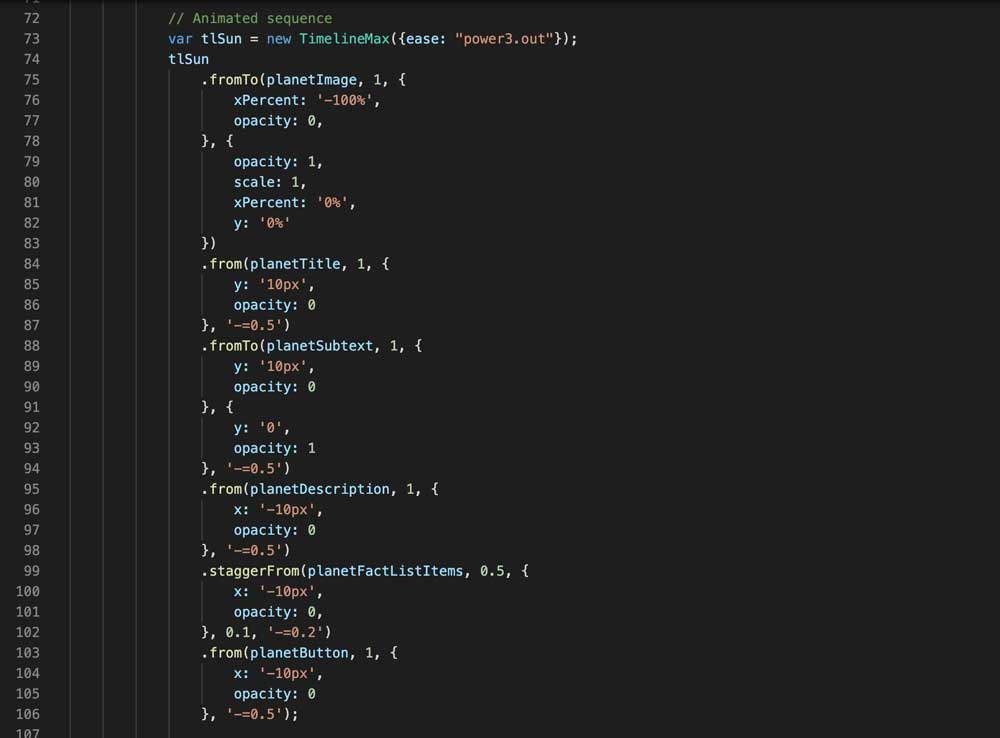 72 // Animated sequence
73 var tlSun = new TimelineMax({ease: "power3.out"});
74 tlSun
75 .fromTo(planetImage, 1, {
76 xPercent: '-100%',
77 opacity: 0,
78 }, {
79 opacity: 1,
80 scale: 1,
81 xPercent: '0%',
82 y: '0%'
83 })
84 .from(planetTitle, 1, {
85 y: '10px',
86 opacity: 0
87 }, '-=0.5')
88 .fromTo(planetSubtext, 1, {
89 y: '10px',
90 opacity: 0
91 }, {
92 y: '0',
93 opacity: 1
94 }, '-=0.5')
95 .from(planetDescription, 1, {
96 x: '-10px',
97 opacity: 0
98 }, '-=0.5')
99 .staggerFrom(planetFactListItems, 0.5, {
100 x: '-10px',
101 opacity: 0,
102 }, 0.1, '-=0.2')
103 .from(planetButton, 1, {
104 x: '-10px',
105 opacity: 0
106 }, '-=0.5');
107